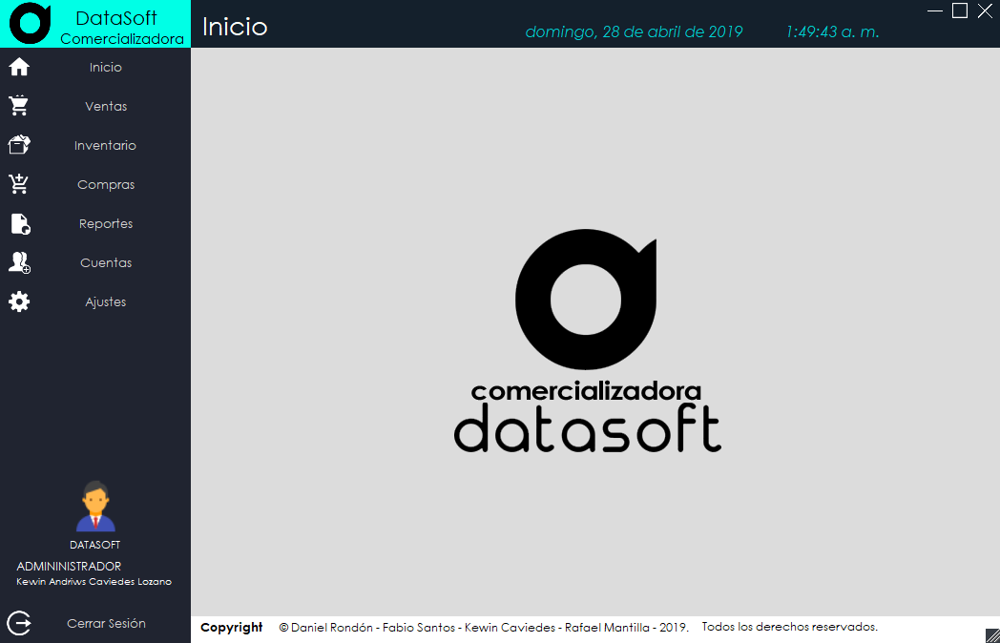 DataSoft
Comercializadora
Inicio
domingo, 28 de abril de 2019 1:49:43 a. m.
Inicio
Ventas
Inventario
Compras
Reportes
Cuentas
Ajustes
comercializadora
datasoft
DATASOFT
ADMININISTRADOR
Kewin Andriws Caviedes Lozano
Cerrar Sesión
Copyright © Daniel Rondón - Fabio Santos - Kewin Caviedes - Rafael Mantilla - 2019. Todos los derechos reservados.